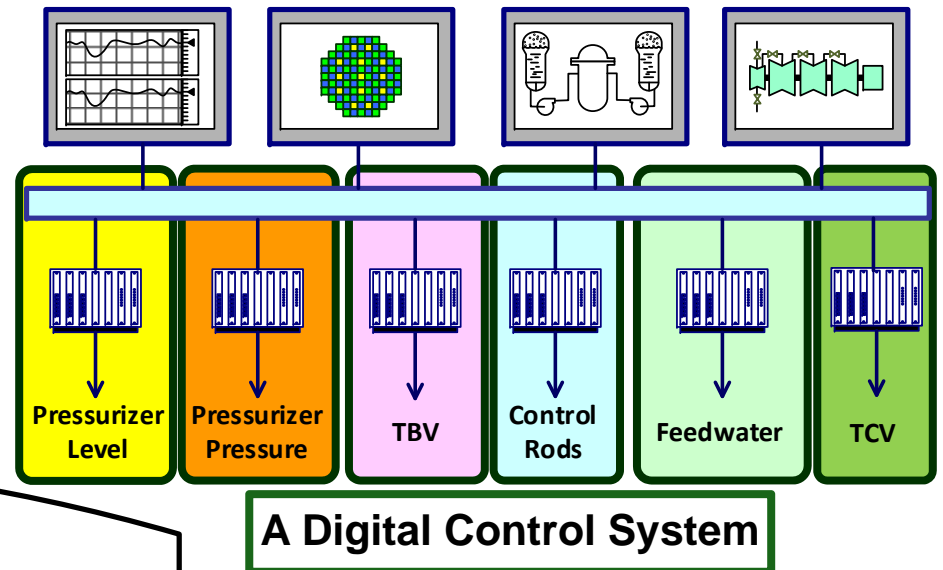 Pressurizer
Level
Pressurizer
Pressure
TBV
Control
Rods
Feedwater
TCV
A Digital Control System